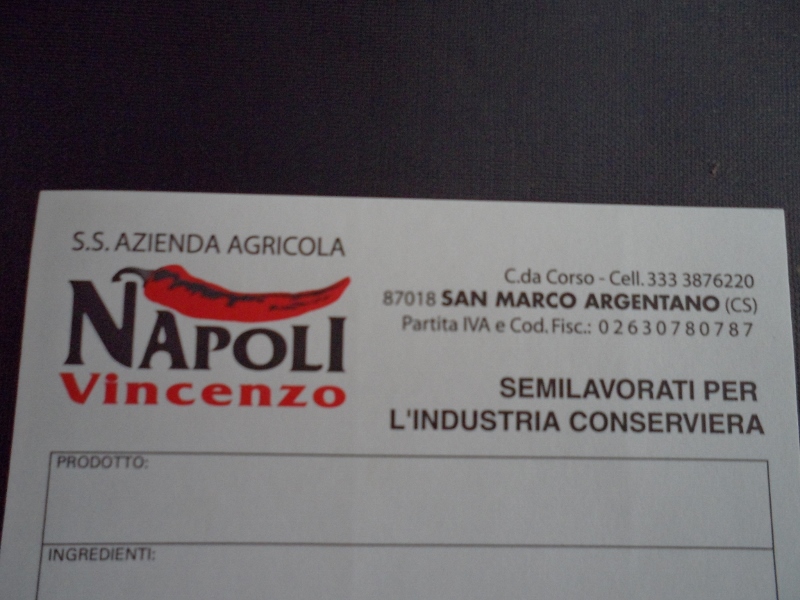 S.S. AZIENDA AGRICOLA
NAPOLI
Vincenzo
C.da Corso - Cell. 333 3876220
87018 SAN MARCO ARGENTANO (CS)
Partita IVA e Cod. Fisc.: 02630780787
SEMILAVORATI PER
L'INDUSTRIA CONSERVIERA
PRODOTTO:
INGREDIENTI: